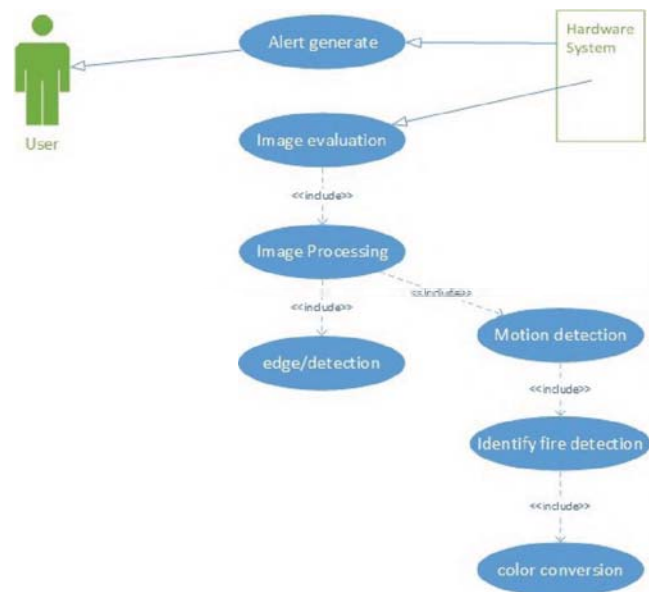 Alert generate
Hardware
System
User
Image evaluation
<<include>>
Image Processing
<<include>>
<<include>>
Motion detection
edge/detection
<<include>>
Identify fire detection
<<include>>
color conversion